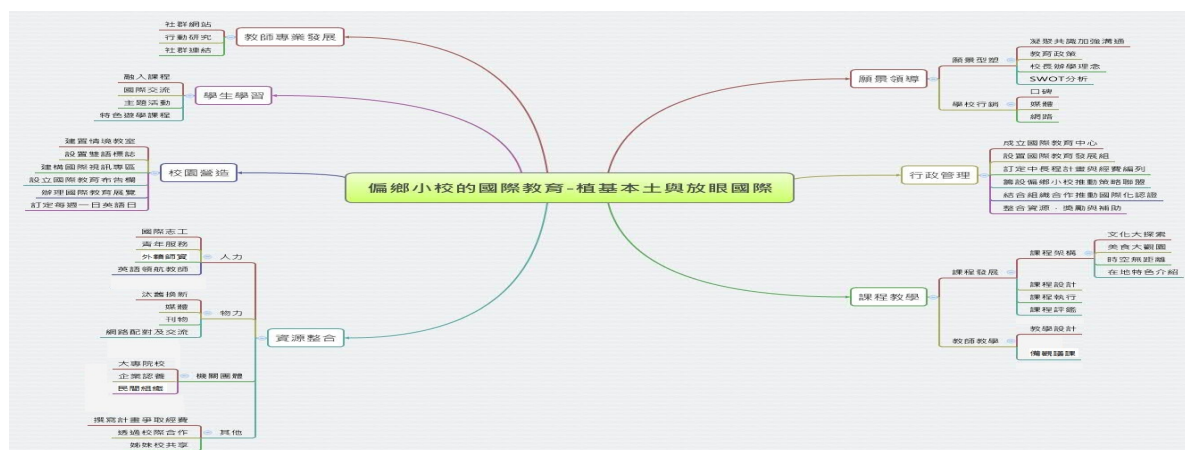 偏鄉小校的國際教育-植基本土與放眼國際
教師專業發展
社群網站
行動研究
社群連結
學生學習
融入課程
國際交流
主題活動
特色遊學課程
校園營造
建置情境教室
設置雙語標誌
建構國際視訊專區
設立國際教育布告欄
辦理國際教育展覽
訂定每週一日英語日
資源整合
人力
國際志工
青年服務
外籍師資
英語領航教師
物力
汰舊換新
媒體
刊物
網路配對及交流
機關團體
大專院校
企業認養
民間組織
其他
撰寫計畫爭取經費
透過校際合作
姊妹校共享
願景領導
願景型塑
凝聚共識加強溝通
教育政策
校長辦學理念
SWOT分析
學校行銷
口碑
媒體
網路
行政管理
成立國際教育中心
設置國際教育發展組
訂定中長程計畫與經費編列
籌設偏鄉小校推動策略聯盟
結合組織合作推動國際化認證
整合資源、獎勵與補助
課程教學
課程發展
課程架構
文化大探索
美食大觀園
時空無距離
在地特色介紹
課程設計
課程執行
課程評鑑
教師教學
教學設計
備觀議課